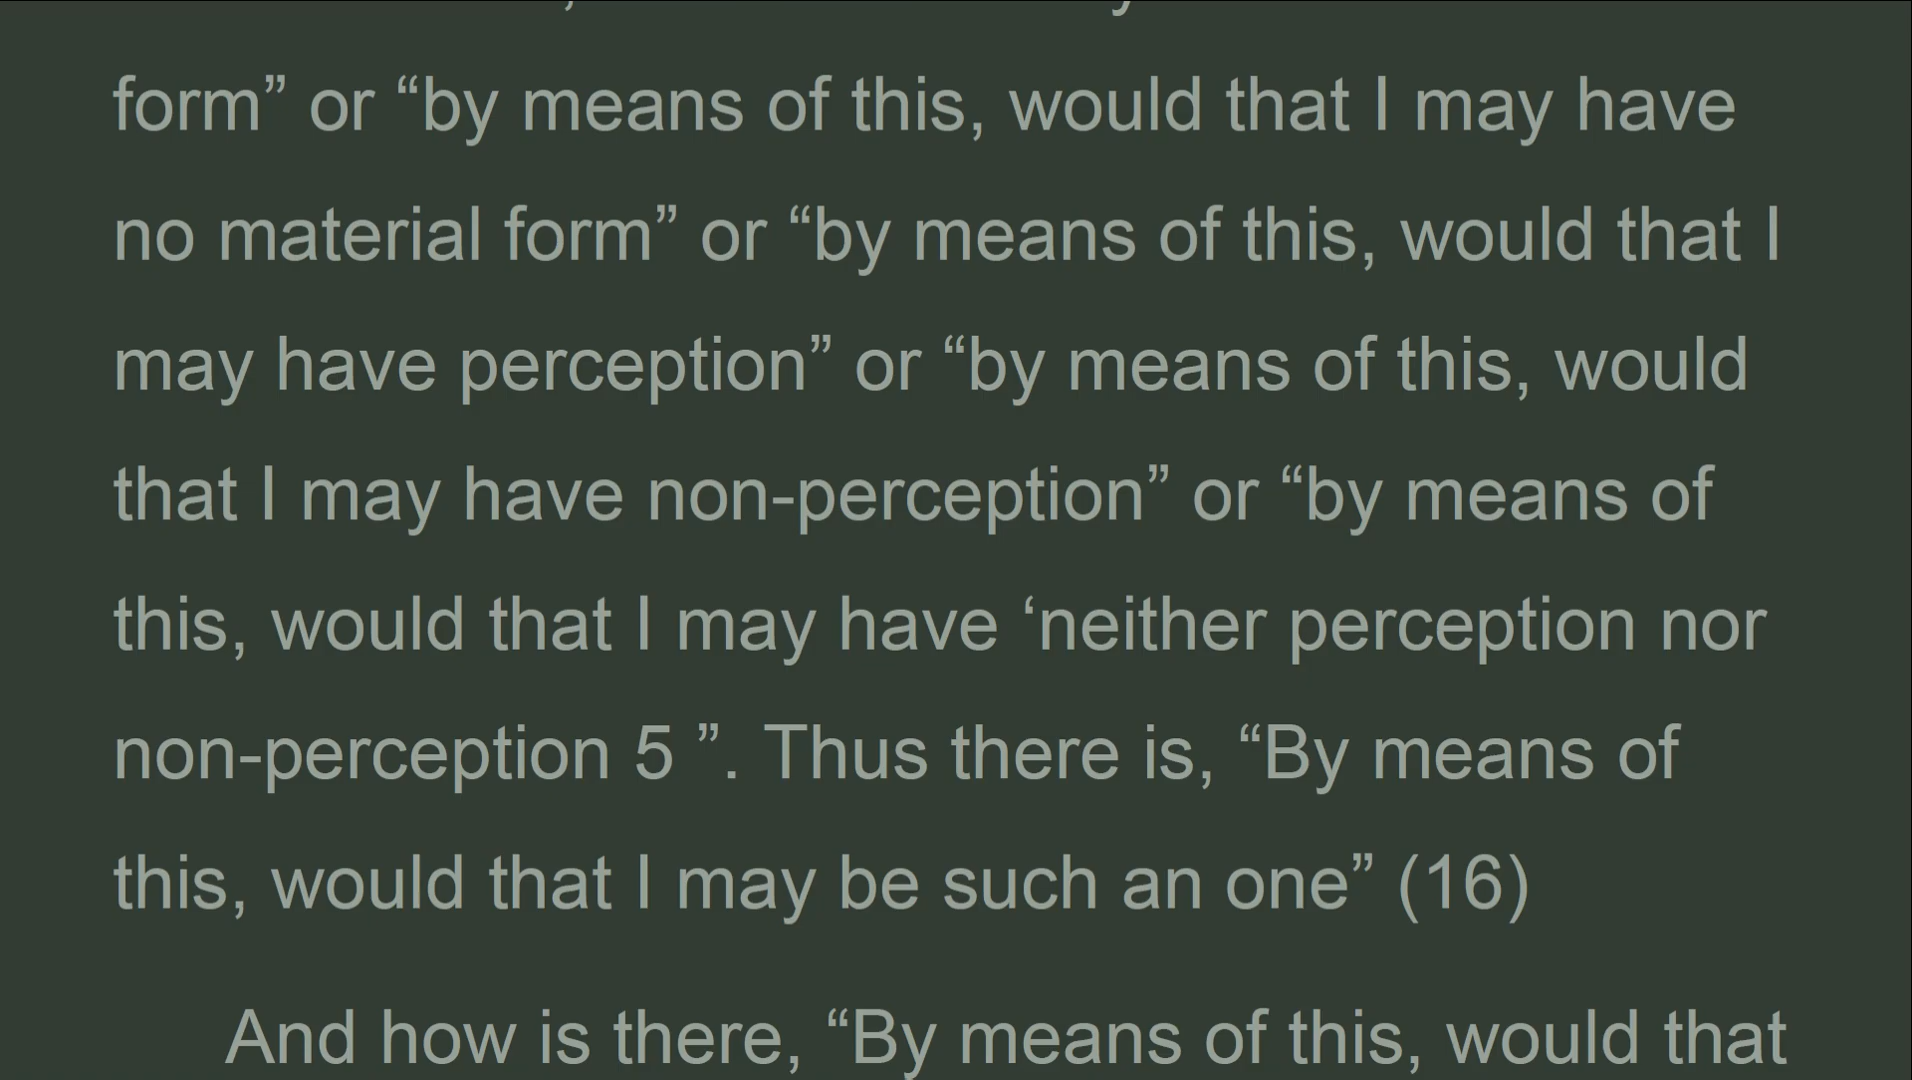 form” or “by means of this, would that I may have
no material form” or “by means of this, would that I
may have perception” or “by means of this, would
that I may have non-perception” or “by means of
this, would that I may have ‘neither perception nor
non-perception 5 ”. Thus there is, “By means of
this, would that I may be such an one” (16)
And how is there, “By means of this, would that